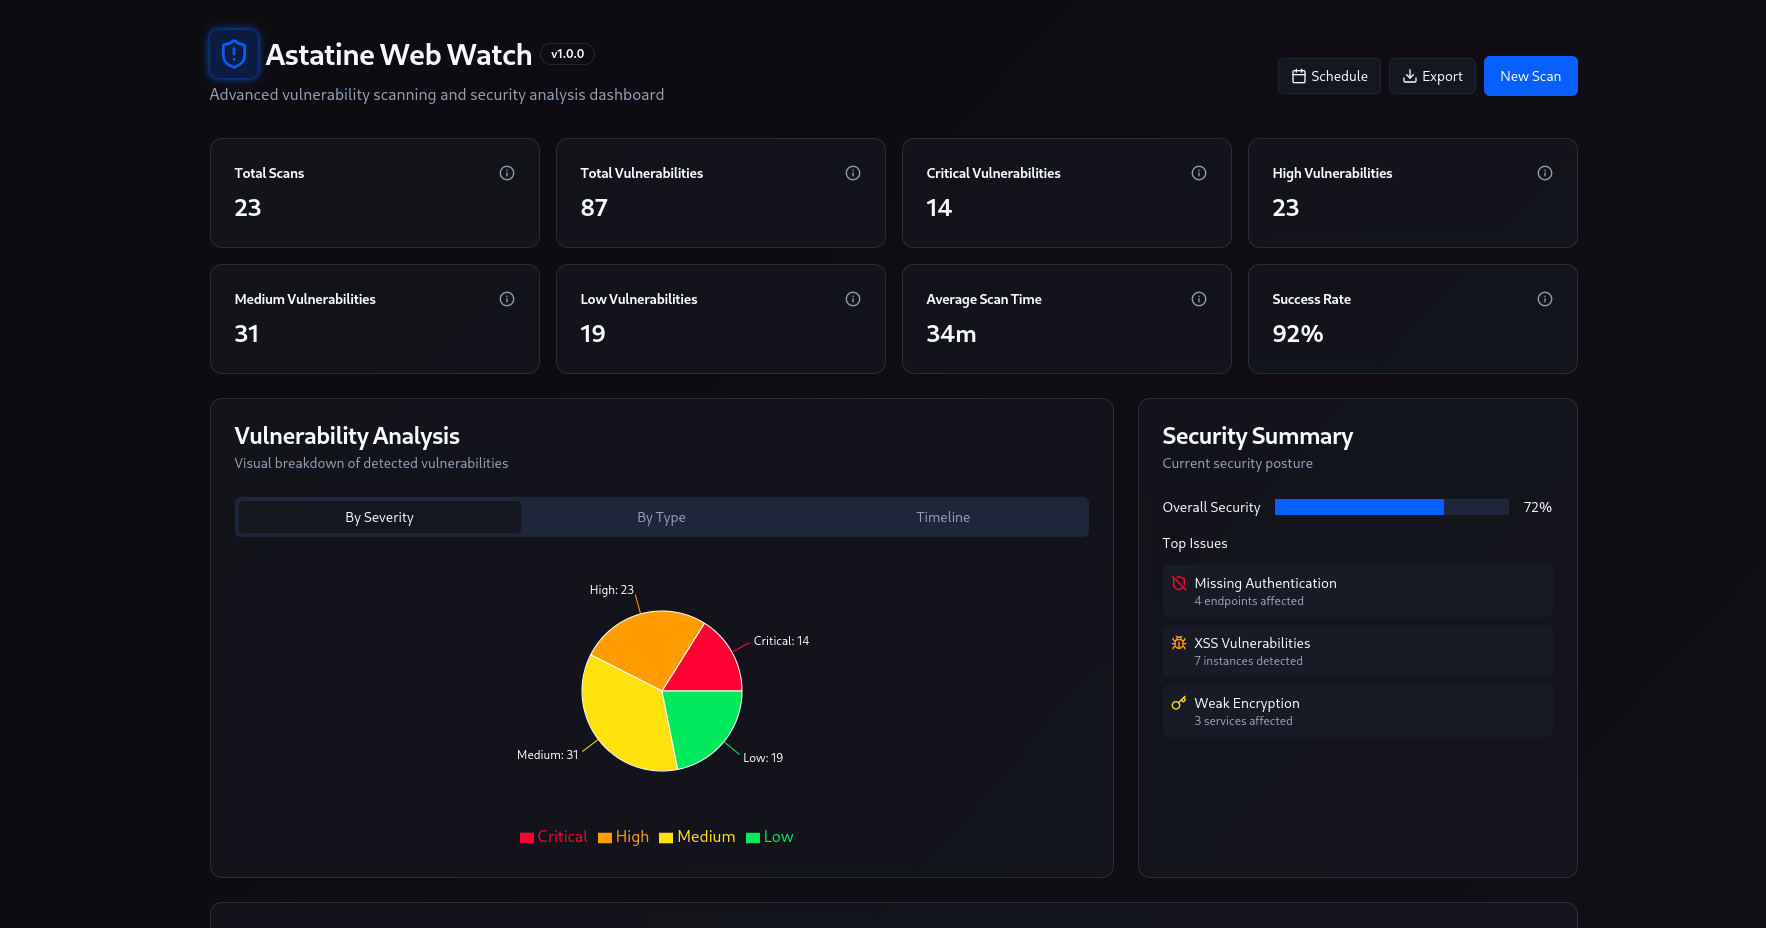 Astatine Web Watch v1.0.0
Advanced vulnerability scanning and security analysis dashboard
Schedule
Export
New Scan
Total Scans
23
Total Vulnerabilities
87
Critical Vulnerabilities
14
High Vulnerabilities
23
Medium Vulnerabilities
31
Low Vulnerabilities
19
Average Scan Time
34m
Success Rate
92%
Vulnerability Analysis
Visual breakdown of detected vulnerabilities
By Severity
By Type
Timeline
High: 23
Critical: 14
Medium: 31
Low: 19
Critical
High
Medium
Low
Security Summary
Current security posture
Overall Security
72%
Top Issues
Missing Authentication
4 endpoints affected
XSS Vulnerabilities
7 instances detected
Weak Encryption
3 services affected